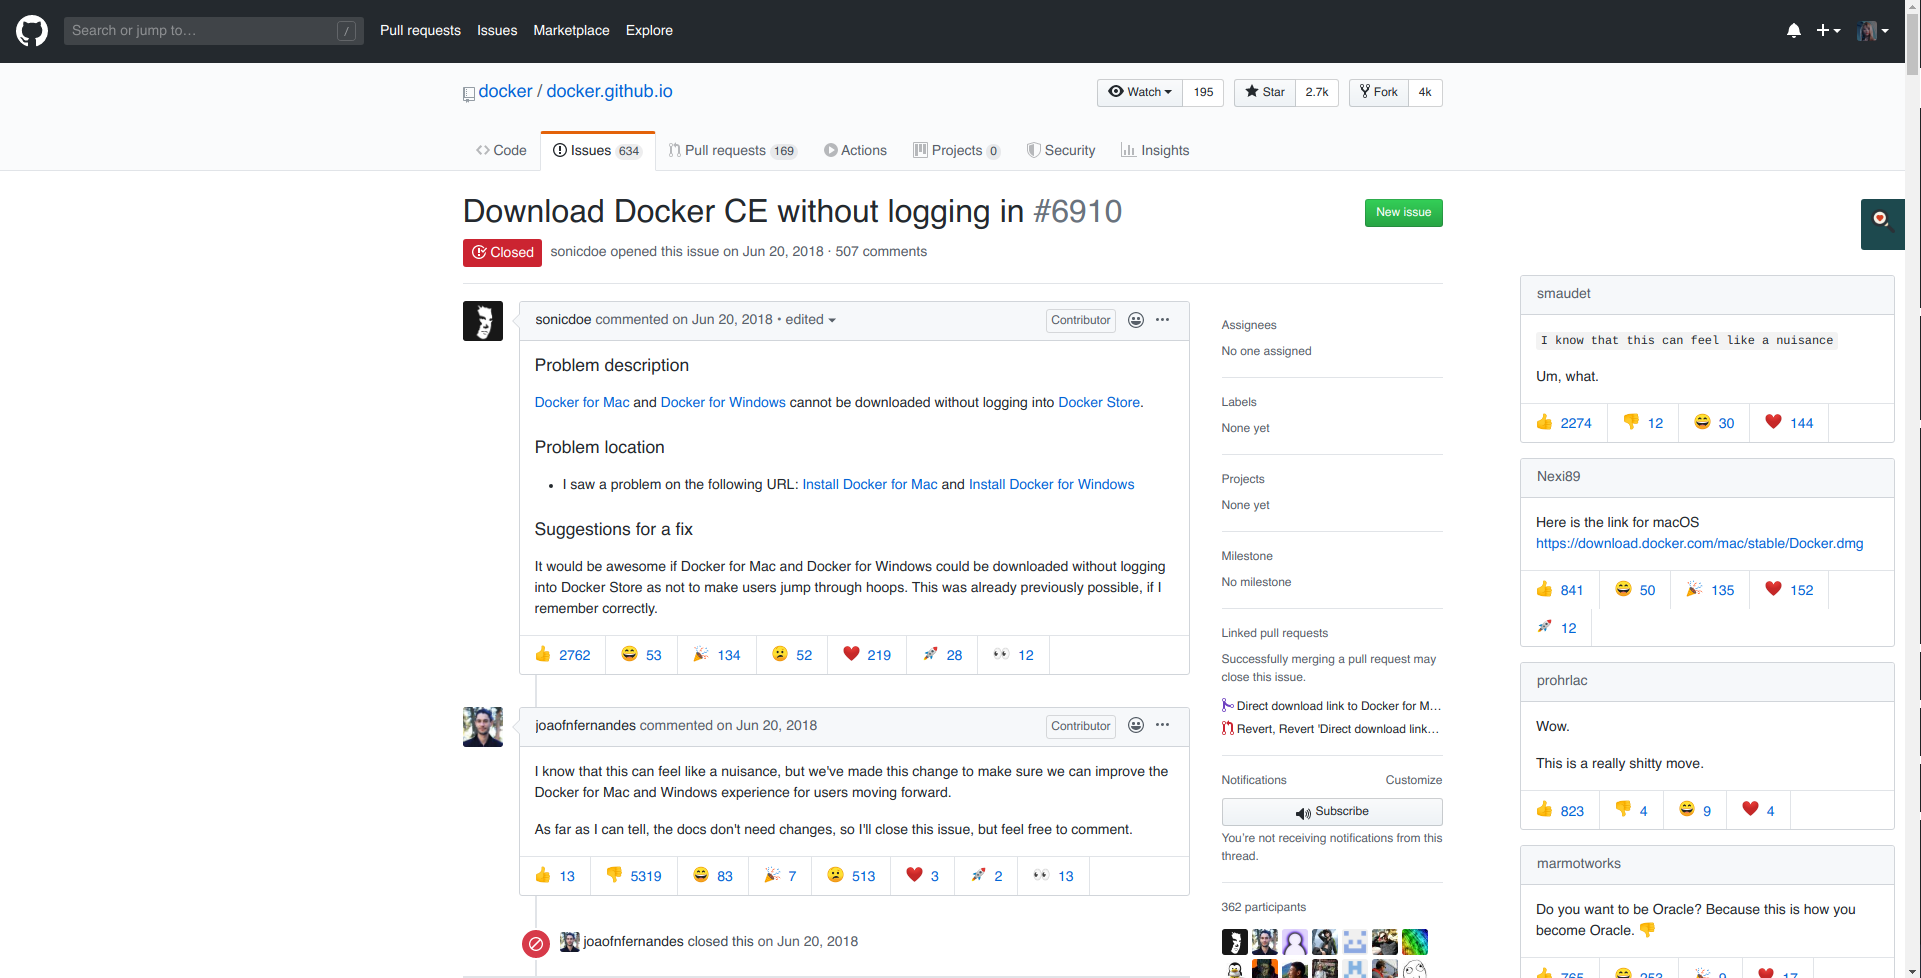 Search or jump to…
/
Pull requests
Issues
Marketplace
Explore
docker / docker.github.io
Watch 195
Star 2.7k
Fork 4k
Code
Issues 634
Pull requests 169
Actions
Projects 0
Security
Insights
Download Docker CE without logging in #6910
New issue
Closed
sonicdoe opened this issue on Jun 20, 2018 · 507 comments
sonicdoe commented on Jun 20, 2018 • edited
Contributor
Problem description
Docker for Mac and Docker for Windows cannot be downloaded without logging into Docker Store.
Problem location
• I saw a problem on the following URL: Install Docker for Mac and Install Docker for Windows
Suggestions for a fix
It would be awesome if Docker for Mac and Docker for Windows could be downloaded without logging
into Docker Store as not to make users jump through hoops. This was already previously possible, if I
remember correctly.
👍 2762 😄 53 🎉 134 😕 52 ❤️ 219 🚀 28 👀 12
joaofnfernandes commented on Jun 20, 2018
Contributor
I know that this can feel like a nuisance, but we've made this change to make sure we can improve the
Docker for Mac and Windows experience for users moving forward.
As far as I can tell, the docs don't need changes, so I'll close this issue, but feel free to comment.
👍 13 👎 5319 😄 83 🎉 7 😕 513 ❤️ 3 🚀 2 👀 13
joaofnfernandes closed this on Jun 20, 2018
Assignees
No one assigned
Labels
None yet
Projects
None yet
Milestone
No milestone
Linked pull requests
Successfully merging a pull request may
close this issue.
Direct download link to Docker for M…
Revert, Revert 'Direct download link…
Notifications
Customize
Subscribe
You're not receiving notifications from this
thread.
362 participants
smaudet
I know that this can feel like a nuisance
Um, what.
👍 2274 👎 12 😄 30 ❤️ 144
Nexi89
Here is the link for macOS
https://download.docker.com/mac/stable/Docker.dmg
👍 841 😄 50 🎉 135 ❤️ 152
🚀 12
prohrlac
Wow.
This is a really shitty move.
👍 823 👎 4 😄 9 ❤️ 4
marmotworks
Do you want to be Oracle? Because this is how you
become Oracle. 👎
👍 765 😄 253 🎉 9 ❤️ 17